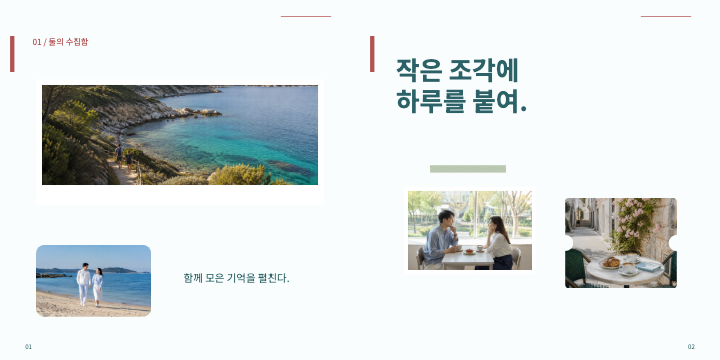 01 / 둘의 수집함
함께 모은 기억을 펼친다.
01
작은 조각에
하루를 붙여.
02